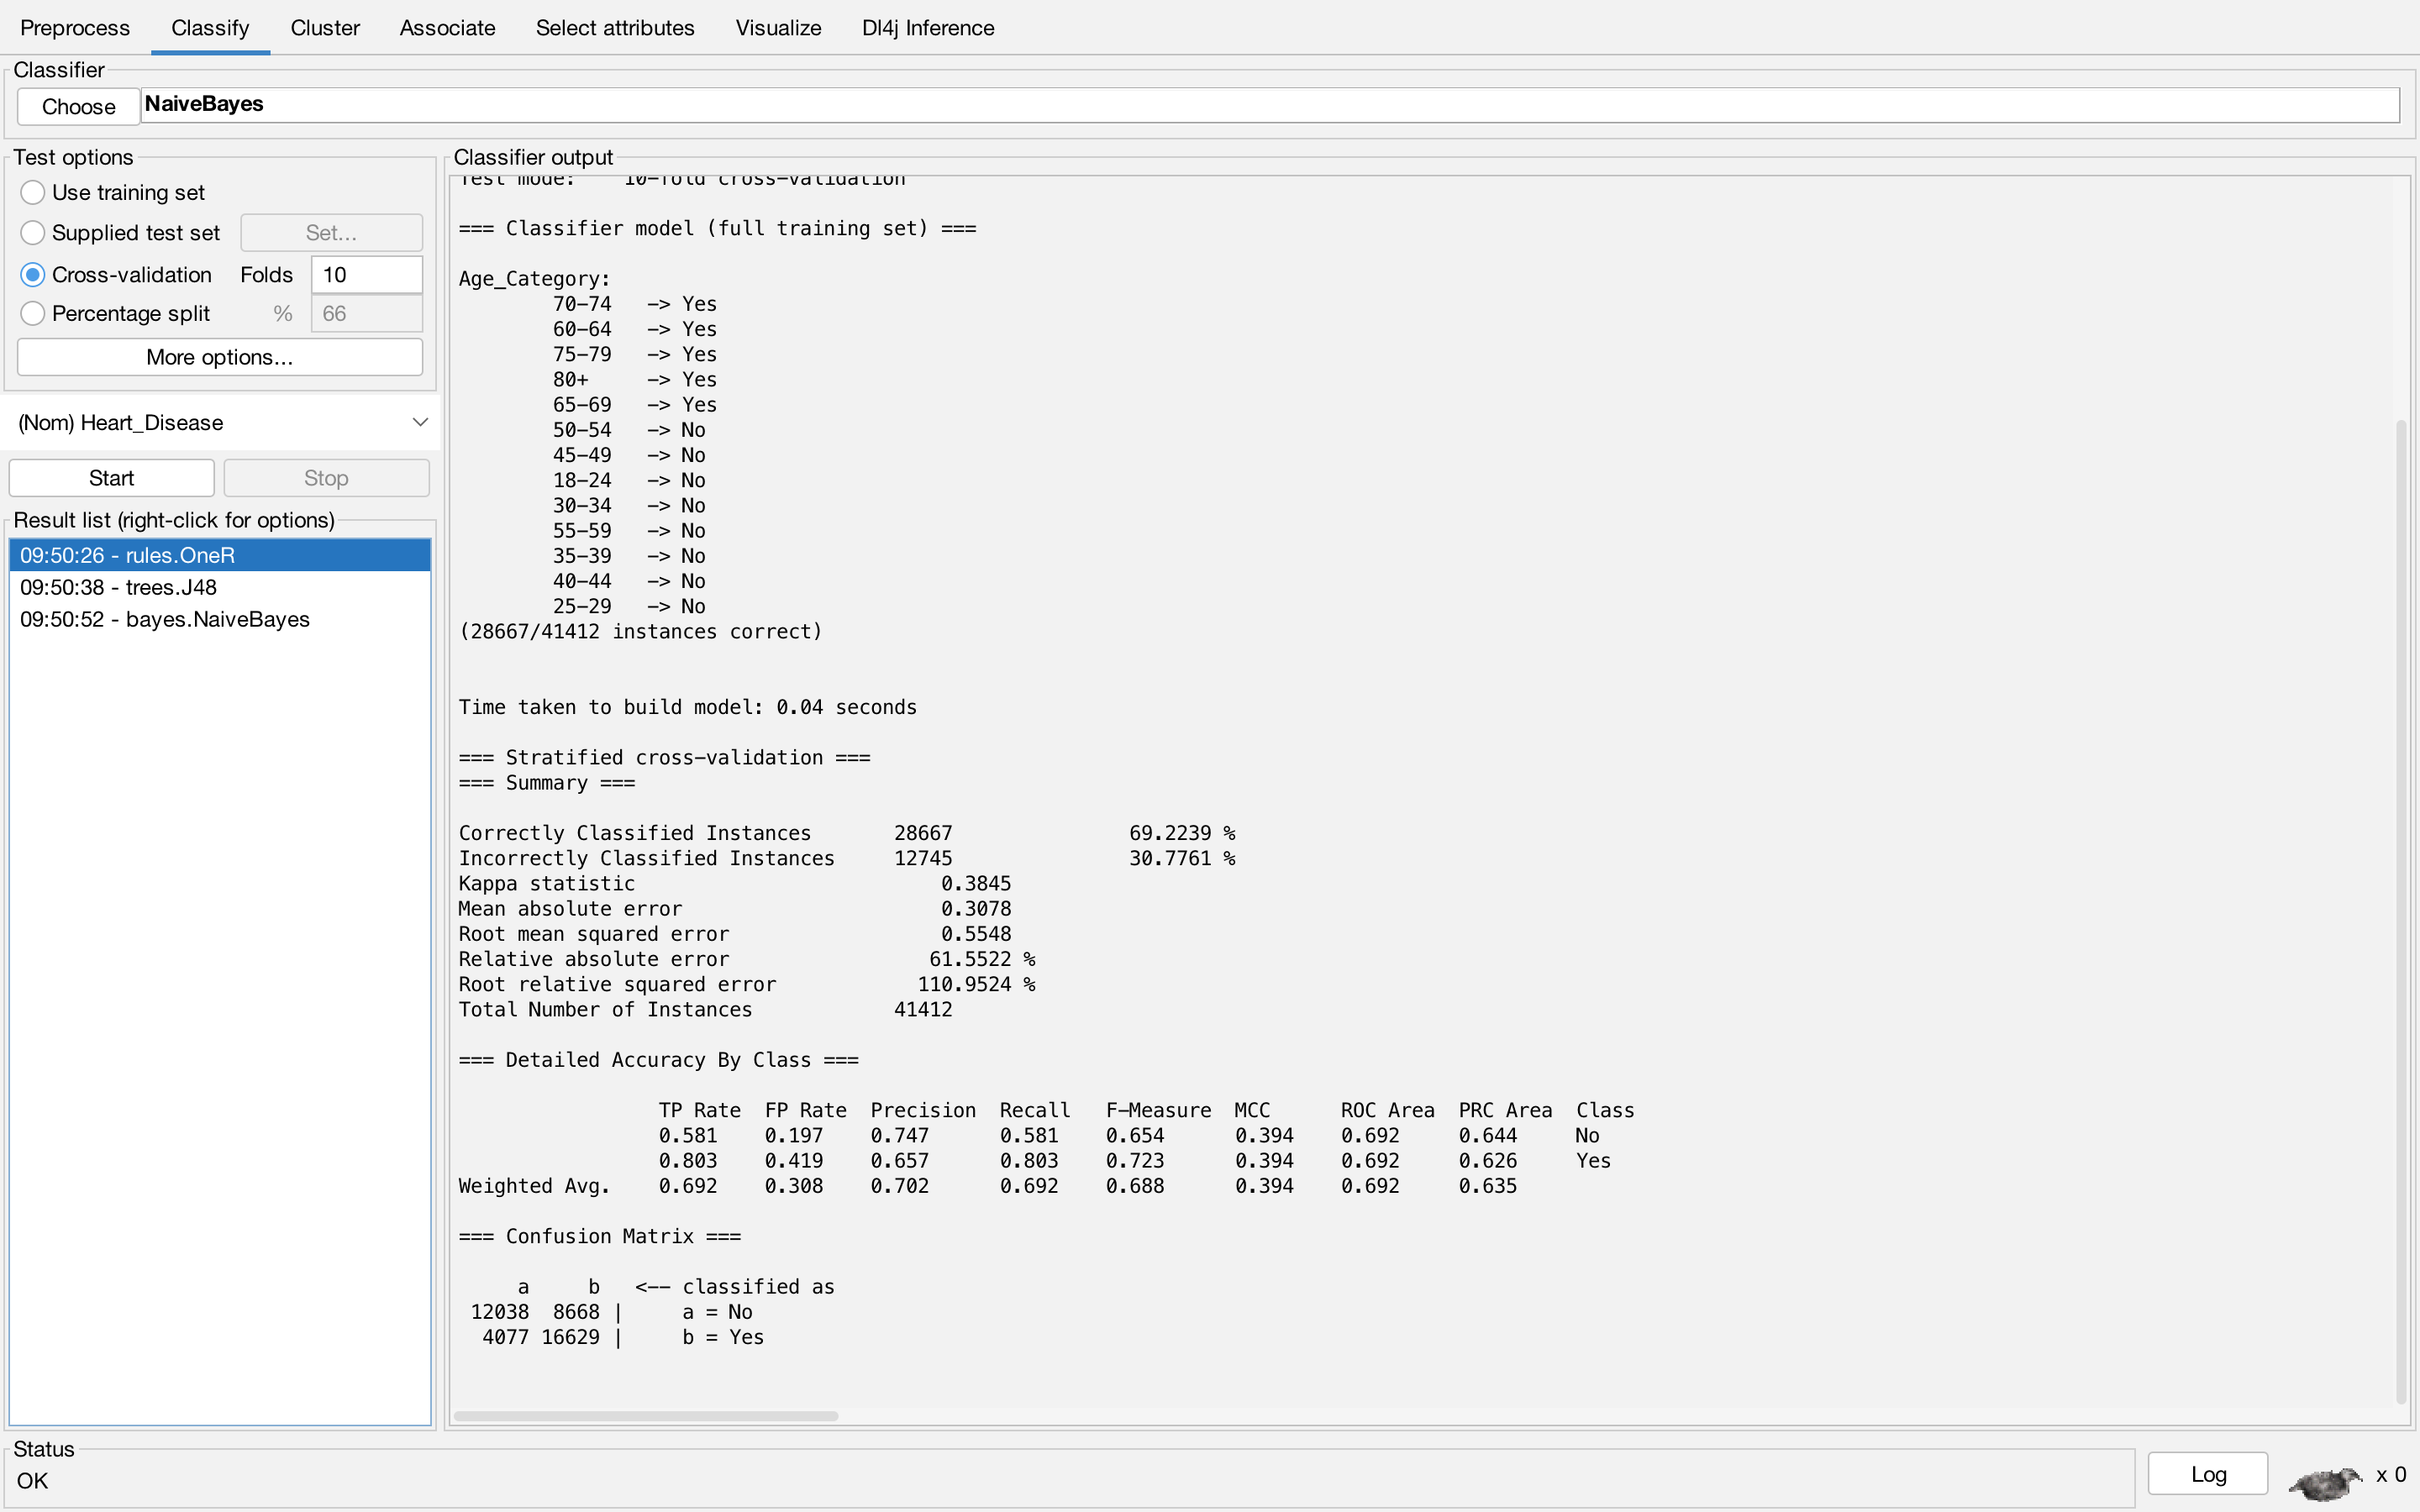 Preprocess Classify Cluster Associate Select attributes Visualize Dl4j Inference
Classifier
Choose NaiveBayes
Test options
Use training set
Supplied test set Set...
Cross-validation Folds 10
Percentage split % 66
More options...
(Nom) Heart_Disease
Start Stop
Result list (right-click for options)
09:50:26 - rules.OneR
09:50:38 - trees.J48
09:50:52 - bayes.NaiveBayes
Classifier output
Test mode: 10-fold cross-validation
=== Classifier model (full training set) ===
Age_Category:
70-74 -> Yes
60-64 -> Yes
75-79 -> Yes
80+ -> Yes
65-69 -> Yes
50-54 -> No
45-49 -> No
18-24 -> No
30-34 -> No
55-59 -> No
35-39 -> No
40-44 -> No
25-29 -> No
(28667/41412 instances correct)
Time taken to build model: 0.04 seconds
=== Stratified cross-validation ===
=== Summary ===
Correctly Classified Instances 28667 69.2239 %
Incorrectly Classified Instances 12745 30.7761 %
Kappa statistic 0.3845
Mean absolute error 0.3078
Root mean squared error 0.5548
Relative absolute error 61.5522 %
Root relative squared error 110.9524 %
Total Number of Instances 41412
=== Detailed Accuracy By Class ===
TP Rate FP Rate Precision Recall F-Measure MCC ROC Area PRC Area Class
0.581 0.197 0.747 0.581 0.654 0.394 0.692 0.644 No
0.803 0.419 0.657 0.803 0.723 0.394 0.692 0.626 Yes
Weighted Avg. 0.692 0.308 0.702 0.692 0.688 0.394 0.692 0.635
=== Confusion Matrix ===
a b <-- classified as
12038 8668 | a = No
4077 16629 | b = Yes
Status
OK
Log x 0